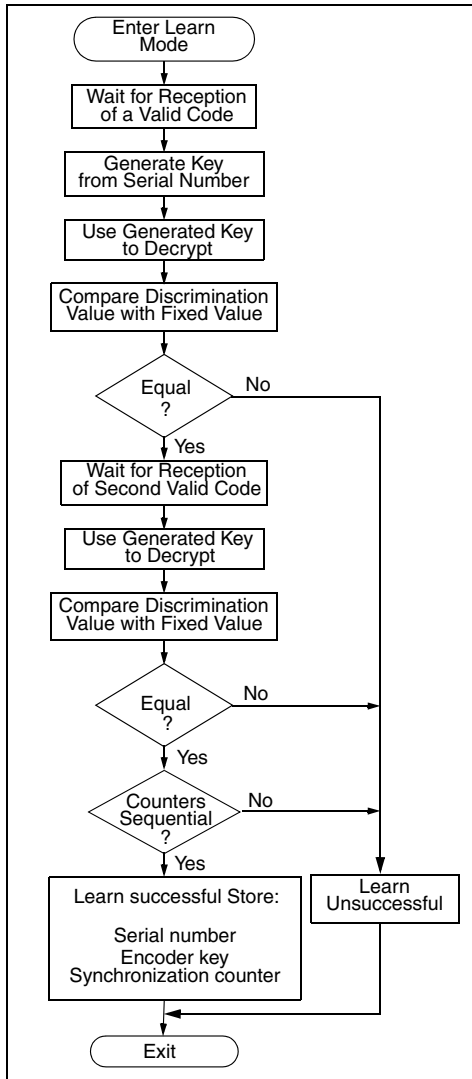 Enter Learn
Mode
Wait for Reception
of a Valid Code
Generate Key
from Serial Number
Use Generated Key
to Decrypt
Compare Discrimination
Value with Fixed Value
Equal
?
No
Yes
Wait for Reception
of Second Valid Code
Use Generated Key
to Decrypt
Compare Discrimination
Value with Fixed Value
Equal
?
No
Yes
Counters
Sequential
?
No
Yes
Learn successful Store:
Serial number
Encoder key
Synchronization counter
Learn
Unsuccessful
Exit